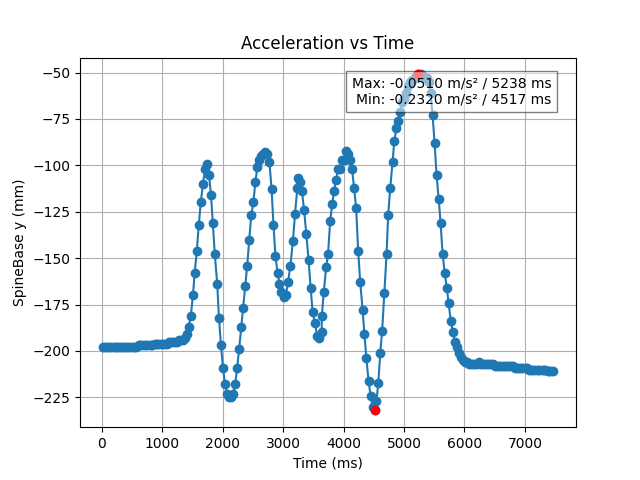 Acceleration vs Time
Max: -0.0510 m/s² / 5238 ms
Min: -0.2320 m/s² / 4517 ms
SpineBase y (mm)
−50
−75
−100
−125
−150
−175
−200
−225
0 1000 2000 3000 4000 5000 6000 7000
Time (ms)